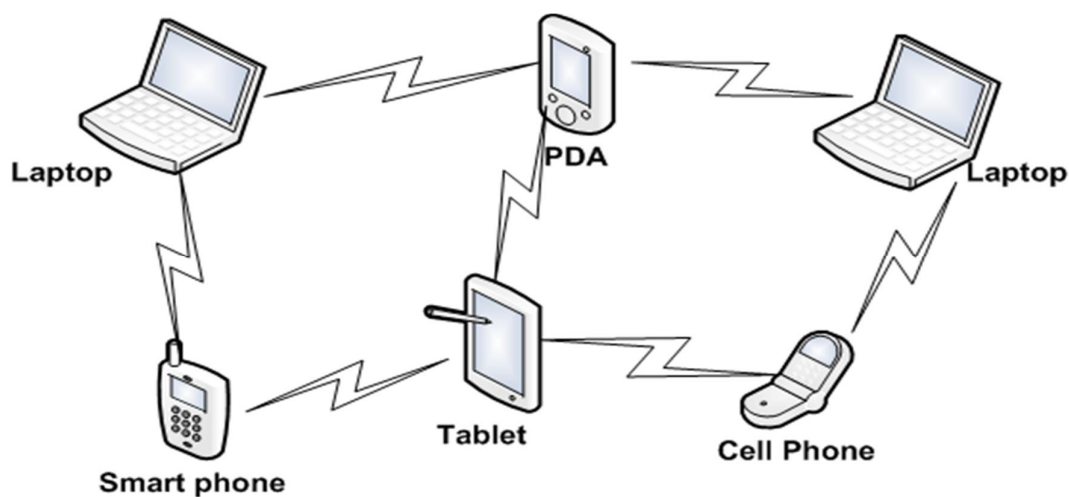 PDA
Laptop
Laptop
Tablet
Cell Phone
Smart phone